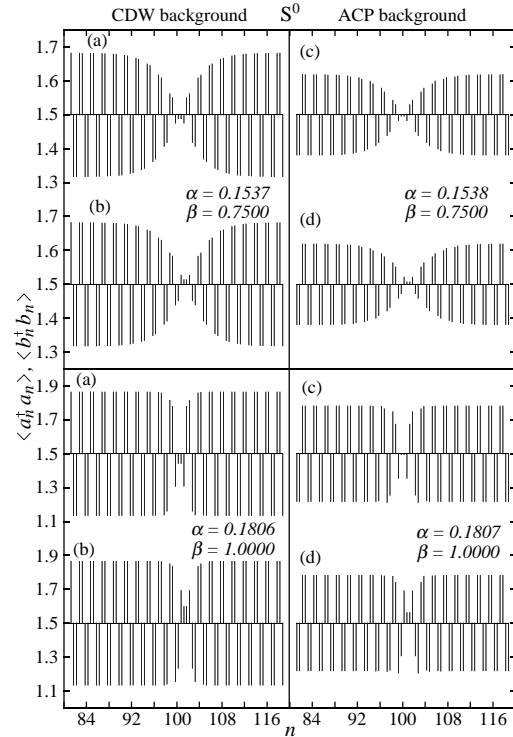 CDW background S⁰ ACP background
(a)
(c)
1.7
1.6
1.5
1.4
1.3
α = 0.1537
β = 0.7500
α = 0.1538
β = 0.7500
(b)
(d)
1.7
1.6
1.5
1.4
1.3
⟨a†n an⟩, ⟨b†n bn⟩
(a)
(c)
1.9
1.7
1.5
1.3
1.1
α = 0.1806
β = 1.0000
α = 0.1807
β = 1.0000
(b)
(d)
1.9
1.7
1.5
1.3
1.1
84 92 100 108 116 84 92 100 108 116
n